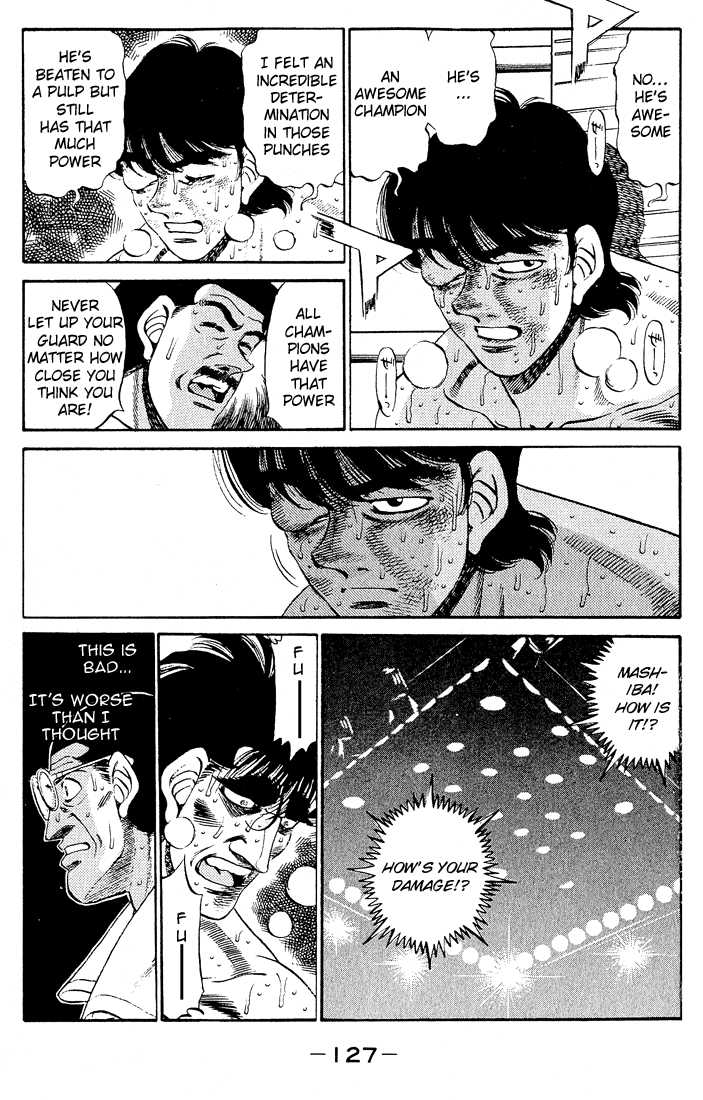 NO...
HE'S
AWE-
SOME
HE'S
...
AN
AWESOME
CHAMPION
I FELT AN
INCREDIBLE
DETER-
MINATION
IN THOSE
PUNCHES
HE'S
BEATEN TO
A PULP BUT
STILL
HAS THAT
MUCH
POWER
ALL
CHAM-
PIONS
HAVE
THAT
POWER
NEVER
LET UP YOUR
GUARD NO
MATTER HOW
CLOSE YOU
THINK YOU
ARE!
MASH-
IBA!
HOW IS
IT!?
HOW'S YOUR
DAMAGE!?
FU—
FU—
THIS IS
BAD...
IT'S WORSE
THAN I
THOUGHT
-127-